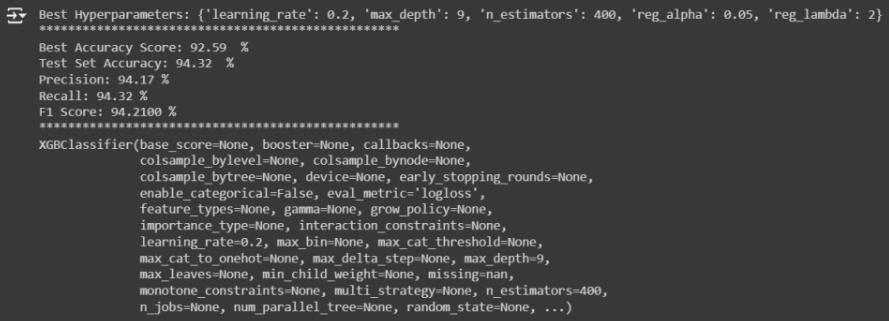 Best Hyperparameters: {'learning_rate': 0.2, 'max_depth': 9, 'n_estimators': 400, 'reg_alpha': 0.05, 'reg_lambda': 2}
**************************************************
Best Accuracy Score: 92.59  %
Test Set Accuracy: 94.32  %
Precision: 94.17 %
Recall: 94.32 %
F1 Score: 94.2100 %
**************************************************
XGBClassifier(base_score=None, booster=None, callbacks=None,
              colsample_bylevel=None, colsample_bynode=None,
              colsample_bytree=None, device=None, early_stopping_rounds=None,
              enable_categorical=False, eval_metric='logloss',
              feature_types=None, gamma=None, grow_policy=None,
              importance_type=None, interaction_constraints=None,
              learning_rate=0.2, max_bin=None, max_cat_threshold=None,
              max_cat_to_onehot=None, max_delta_step=None, max_depth=9,
              max_leaves=None, min_child_weight=None, missing=nan,
              monotone_constraints=None, multi_strategy=None, n_estimators=400,
              n_jobs=None, num_parallel_tree=None, random_state=None, ...)